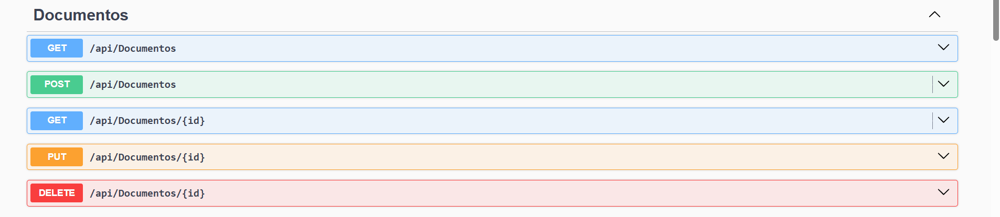 Documentos
GET /api/Documentos
POST /api/Documentos
GET /api/Documentos/{id}
PUT /api/Documentos/{id}
DELETE /api/Documentos/{id}